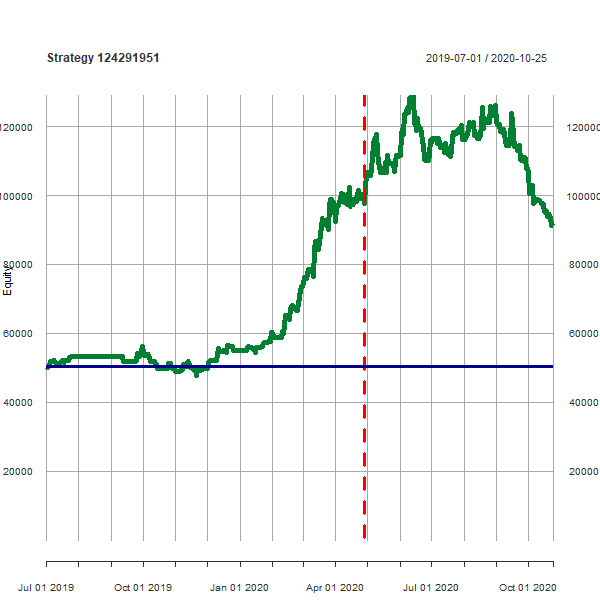 Strategy 124291951
2019-07-01 / 2020-10-25
120000
120000
100000
100000
80000
80000
Equity
60000
60000
40000
40000
20000
20000
Jul 01 2019
Oct 01 2019
Jan 01 2020
Apr 01 2020
Jul 01 2020
Oct 01 2020